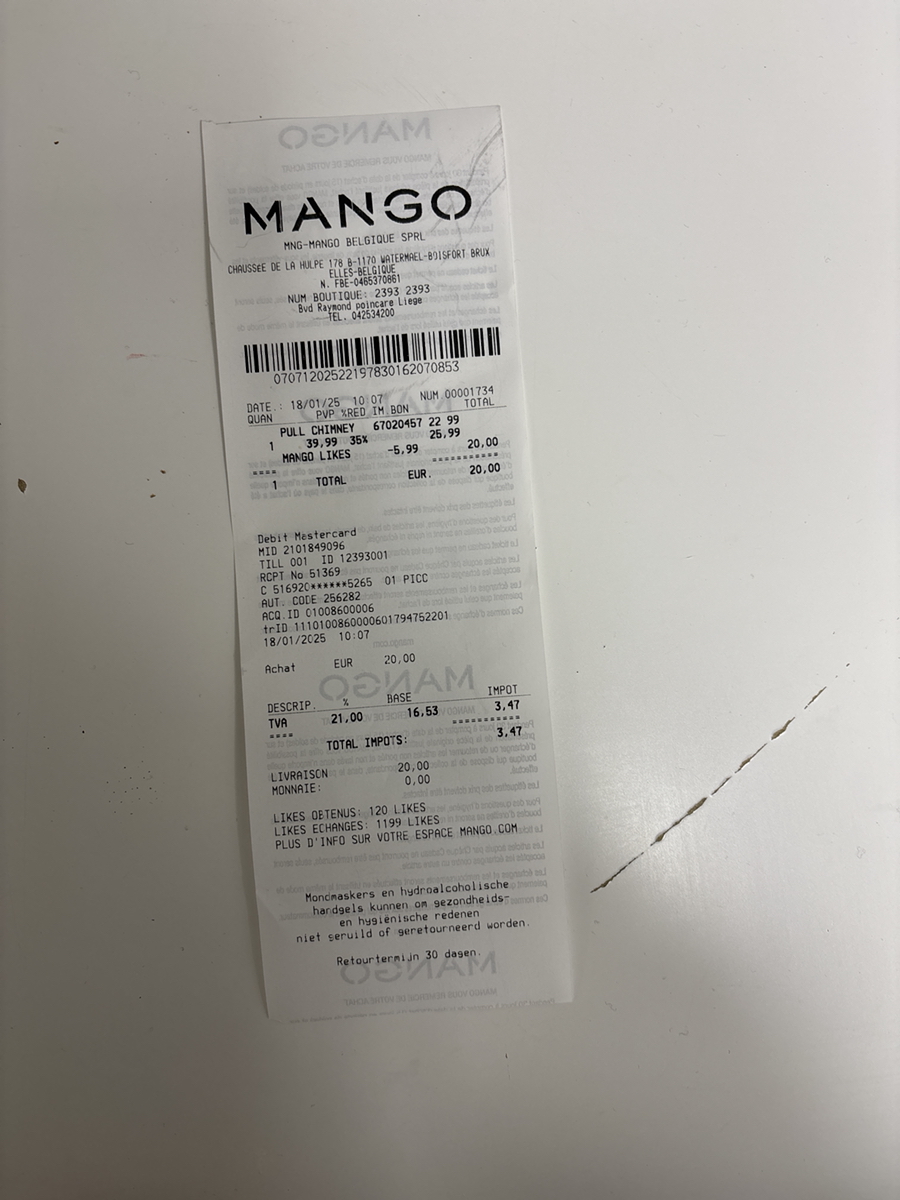 MANGO
MNG-MANGO BELGIQUE SPRL
CHAUSSEE DE LA HULPE 178 B-1170 WATERMAEL-BOISFORT BRUX
ELLES-BELGIQUE
N. FBE-0465370861
NUM BOUTIQUE: 2393 2393
Bvd Raymond poincare Liege
TEL. 042534200
07071202522197830162070853
DATE.: 18/01/25 10:07 NUM 00001734
QUAN PVP %RED IM BON TOTAL
PULL CHIMNEY 67020457 22 99
1 39,99 35% 25,99
MANGO LIKES -5,99 20,00
==== ===========
1 TOTAL EUR. 20,00
Debit Mastercard
MID 2101849096
TILL 001 ID 12393001
RCPT No 51369
C 516920******5265 01 PICC
AUT. CODE 256282
ACQ.ID 01008600006
trID 1110100860000601794752201
18/01/2025 10:07
Achat EUR 20,00
MANGO
DESCRIP. % BASE IMPOT
TVA 21,00 16,53 3,47
==== ===========
TOTAL IMPOTS: 3,47
LIVRAISON 20,00
MONNAIE: 0,00
LIKES OBTENUS: 120 LIKES
LIKES ECHANGES: 1199 LIKES
PLUS D'INFO SUR VOTRE ESPACE MANGO.COM
Mondmaskers en hydroalcoholische
handgels kunnen om gezondheids-
en hygiënische redenen
niet geruild of geretourneerd worden.
Retourtermijn 30 dagen.
MANGO